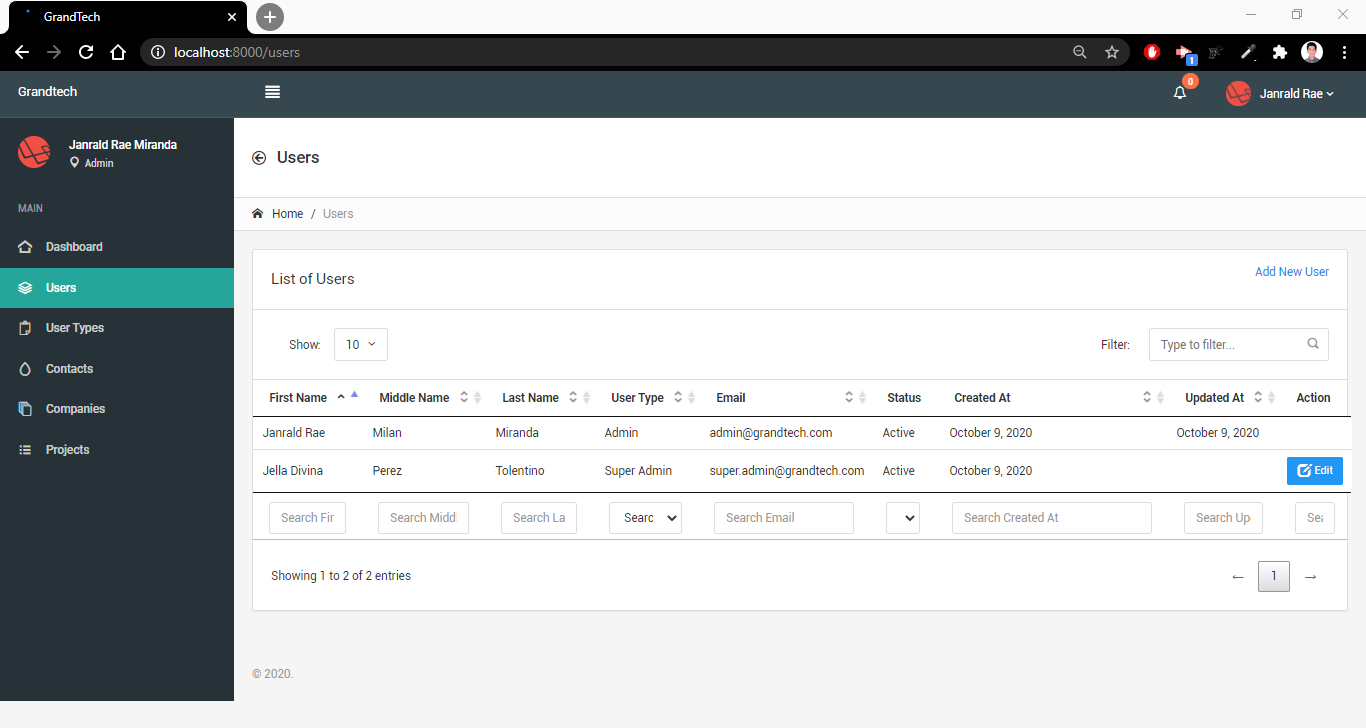 GrandTech
localhost:8000/users
1
Grandtech
0
Janrald Rae
Janrald Rae Miranda
Admin
MAIN
Dashboard
Users
User Types
Contacts
Companies
Projects
Users
Home / Users
List of Users
Add New User
Show: 10
Filter: Type to filter...
First Name Middle Name Last Name User Type Email Status Created At Updated At Action
Janrald Rae Milan Miranda Admin admin@grandtech.com Active October 9, 2020 October 9, 2020
Jella Divina Perez Tolentino Super Admin super.admin@grandtech.com Active October 9, 2020 Edit
Search Fir Search Middl Search La Searc Search Email Search Created At Search Up Sea
Showing 1 to 2 of 2 entries
← 1 →
© 2020.